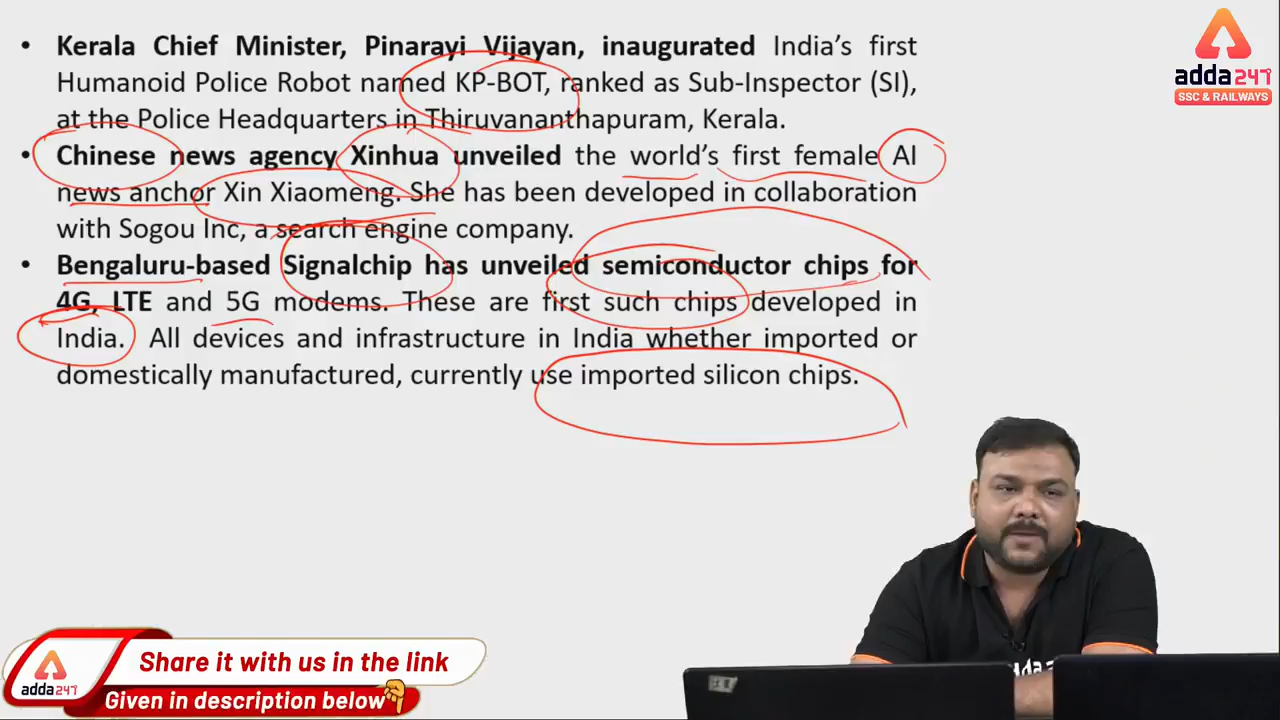 • Kerala Chief Minister, Pinarayi Vijayan, inaugurated India's first
Humanoid Police Robot named KP-BOT, ranked as Sub-Inspector (SI),
at the Police Headquarters in Thiruvananthapuram, Kerala.
• Chinese news agency Xinhua unveiled the world's first female AI
news anchor Xin Xiaomeng. She has been developed in collaboration
with Sogou Inc, a search engine company.
• Bengaluru-based Signalchip has unveiled semiconductor chips for
4G, LTE and 5G modems. These are first such chips developed in
India. All devices and infrastructure in India whether imported or
domestically manufactured, currently use imported silicon chips.
adda247
SSC & RAILWAYS
adda247
Share it with us in the link
Given in description below